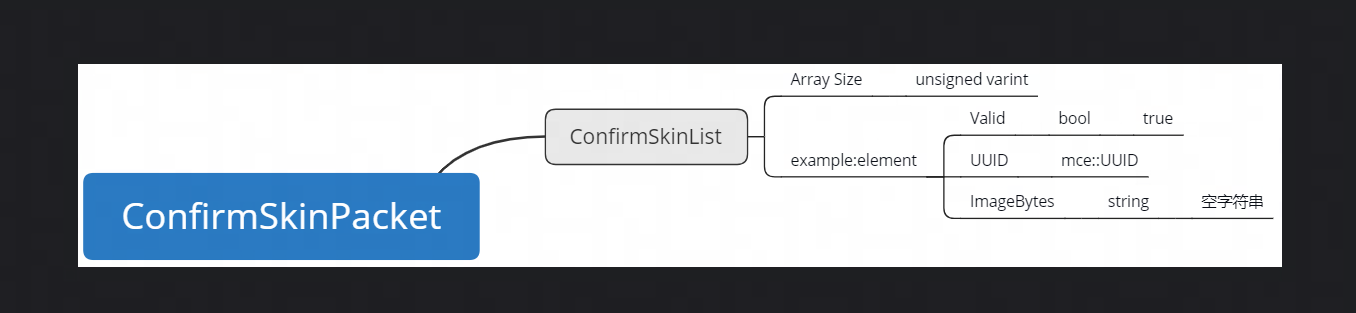 Array Size unsigned varint
Valid bool true
ConfirmSkinList
example:element UUID mce::UUID
ImageBytes string 空字符串
ConfirmSkinPacket